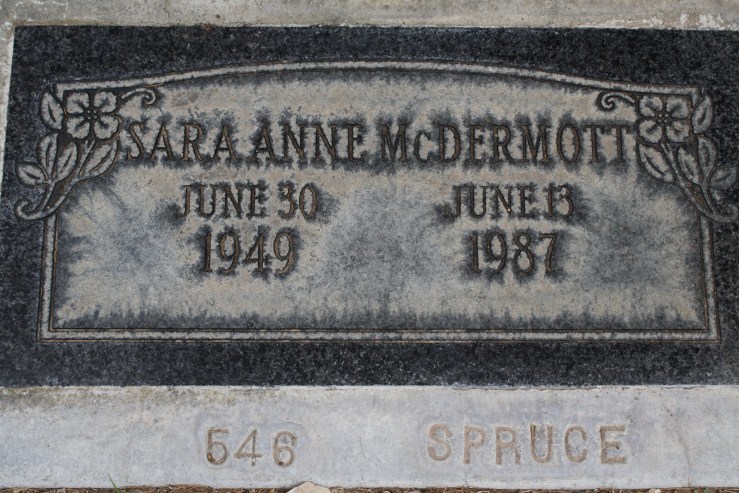 SARA ANNE McDERMOTT
JUNE 30 JUNE 13
1949 1987
546 SPRUCE